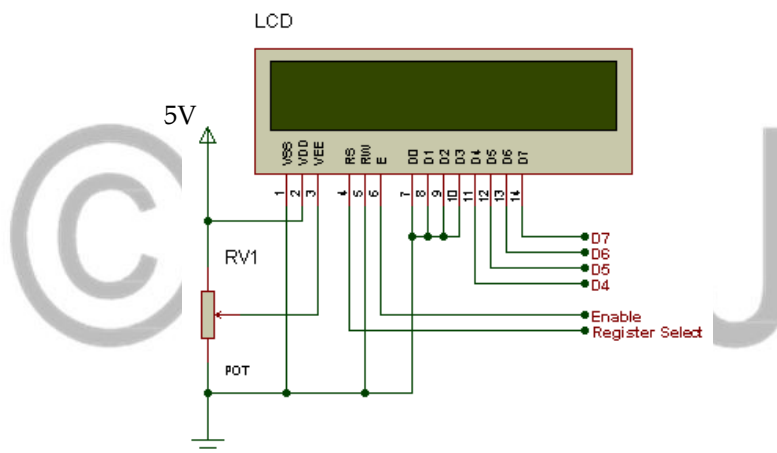 LCD
5V
VSS VDD VEE RS RW E D0 D1 D2 D3 D4 D5 D6 D7
1 2 3 4 5 6 7 8 9 10 11 12 13 14
D7
D6
RV1
D5
D4
Enable
Register Select
POT
© J